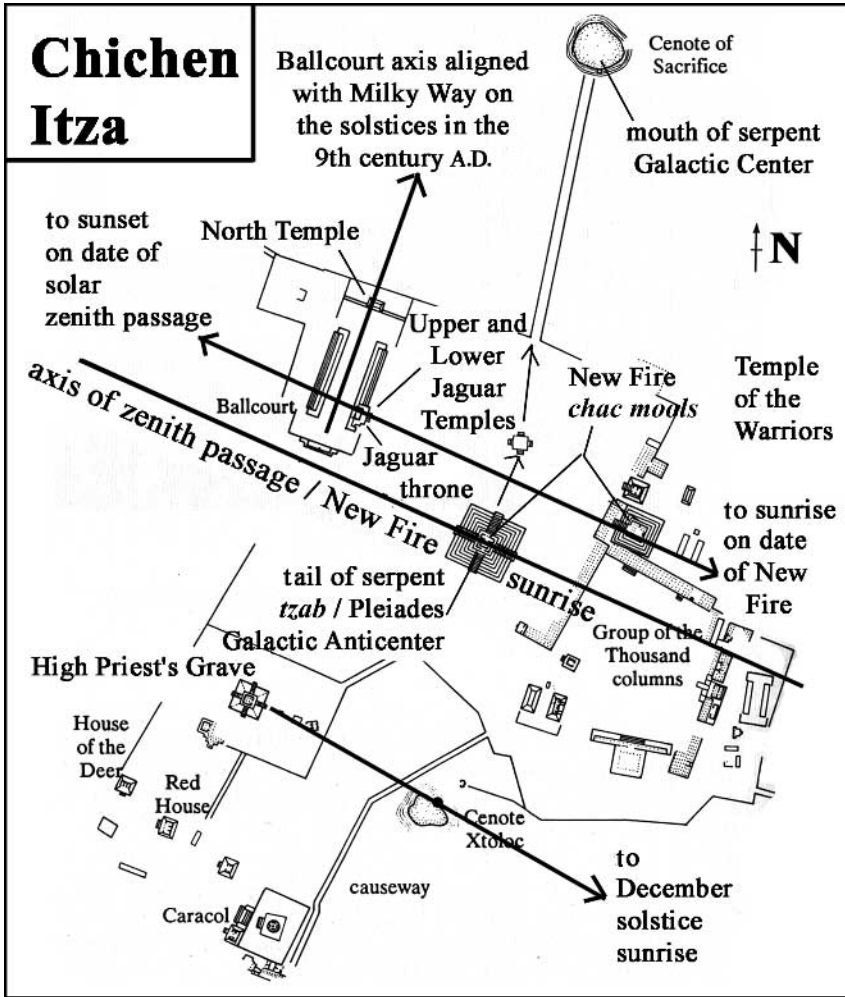 Chichen
Itza
Ballcourt axis aligned
with Milky Way on
the solstices in the
9th century A.D.
Cenote of
Sacrifice
mouth of serpent
Galactic Center
to sunset
on date of
solar
zenith passage
North Temple
N
Upper and
Lower
Jaguar
Temples
New Fire
chac mools
Temple
of the
Warriors
axis of zenith passage / New Fire sunrise
Ballcourt
Jaguar
throne
to sunrise
on date
of New
Fire
tail of serpent
tzab / Pleiades
Galactic Anticenter
Group of the
Thousand
columns
High Priest's Grave
House
of the
Deer
Red
House
Cenote
Xtoloc
causeway
Caracol
to
December
solstice
sunrise